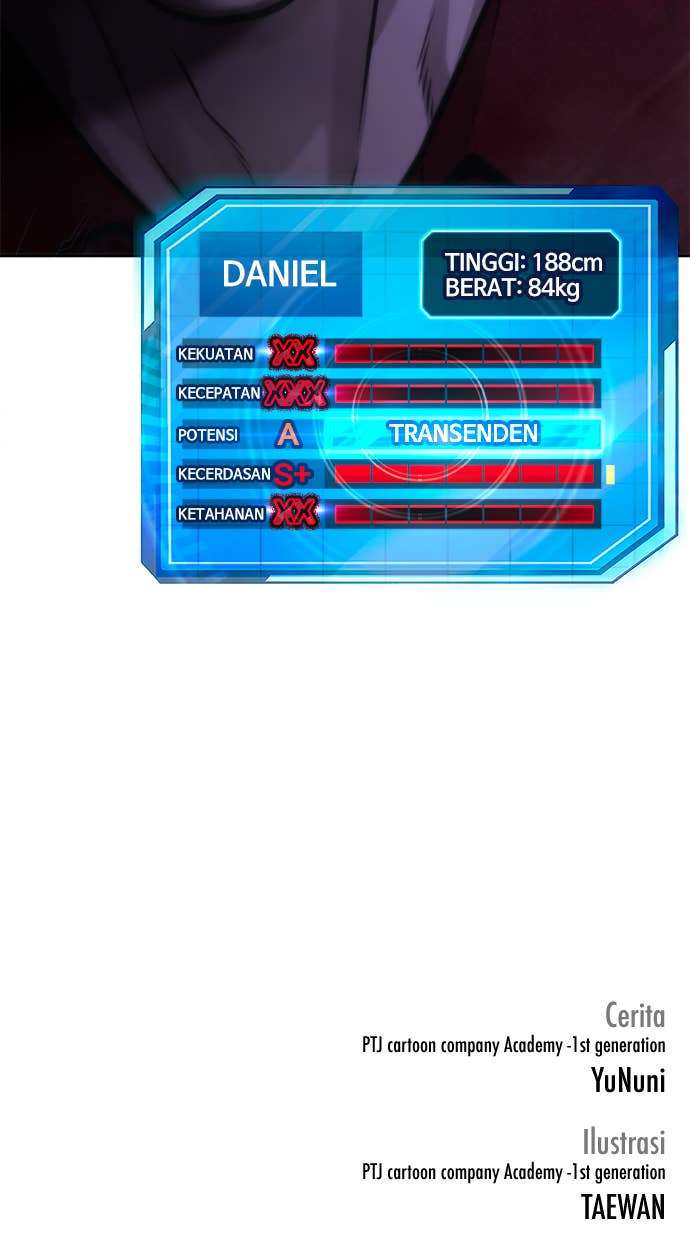 DANIEL
TINGGI: 188cm
BERAT: 84kg
KEKUATAN XX
KECEPATAN XXX
POTENSI A TRANSENDEN
KECERDASAN S+
KETAHANAN XX
Cerita
PTJ cartoon company Academy -1st generation
YuNuni
Ilustrasi
PTJ cartoon company Academy -1st generation
TAEWAN